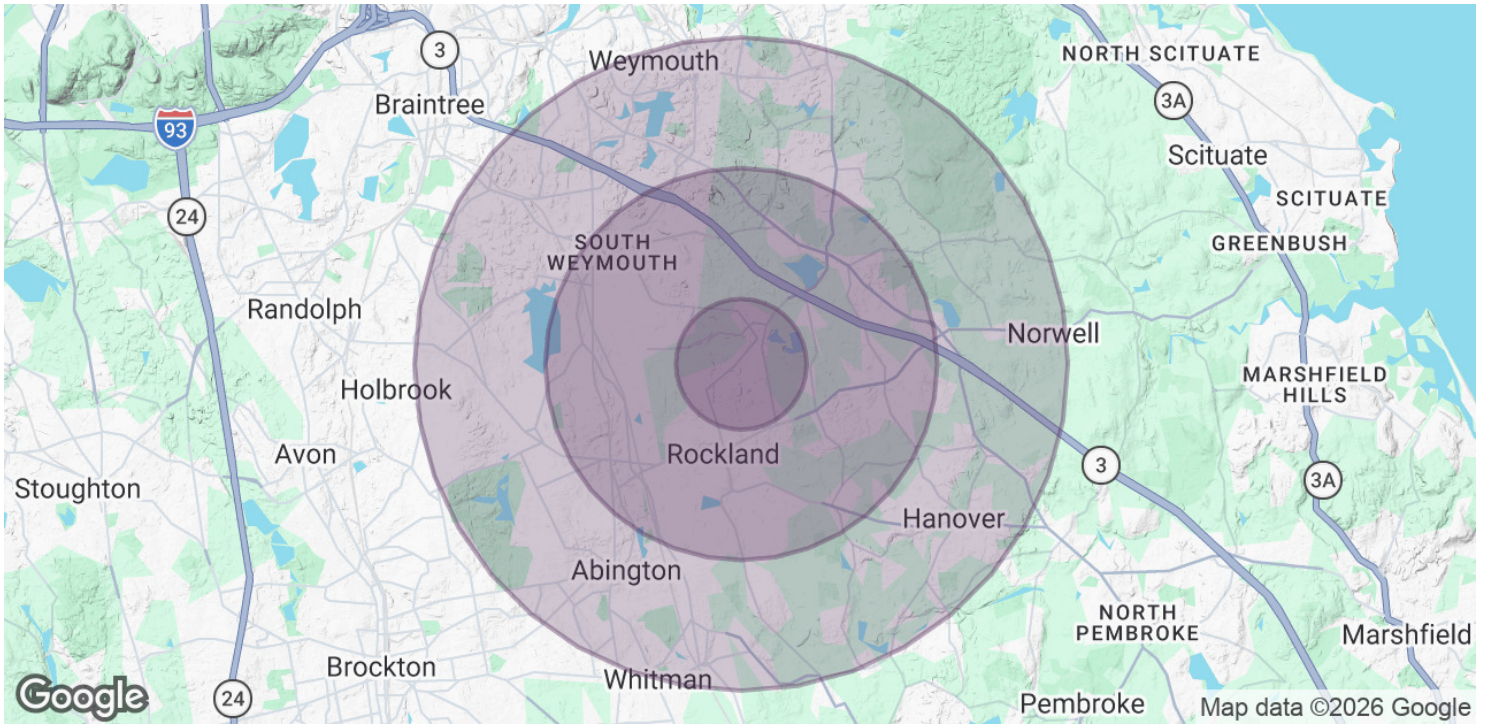 3
Weymouth
NORTH SCITUATE
3A
Braintree
93
Scituate
24
SCITUATE
SOUTH
WEYMOUTH
GREENBUSH
Randolph
Norwell
Holbrook
MARSHFIELD
HILLS
Avon
Rockland
3
Stoughton
3A
Hanover
Abington
NORTH
PEMBROKE
Marshfield
Brockton
Whitman
24
Pembroke
Google
Map data ©2026 Google